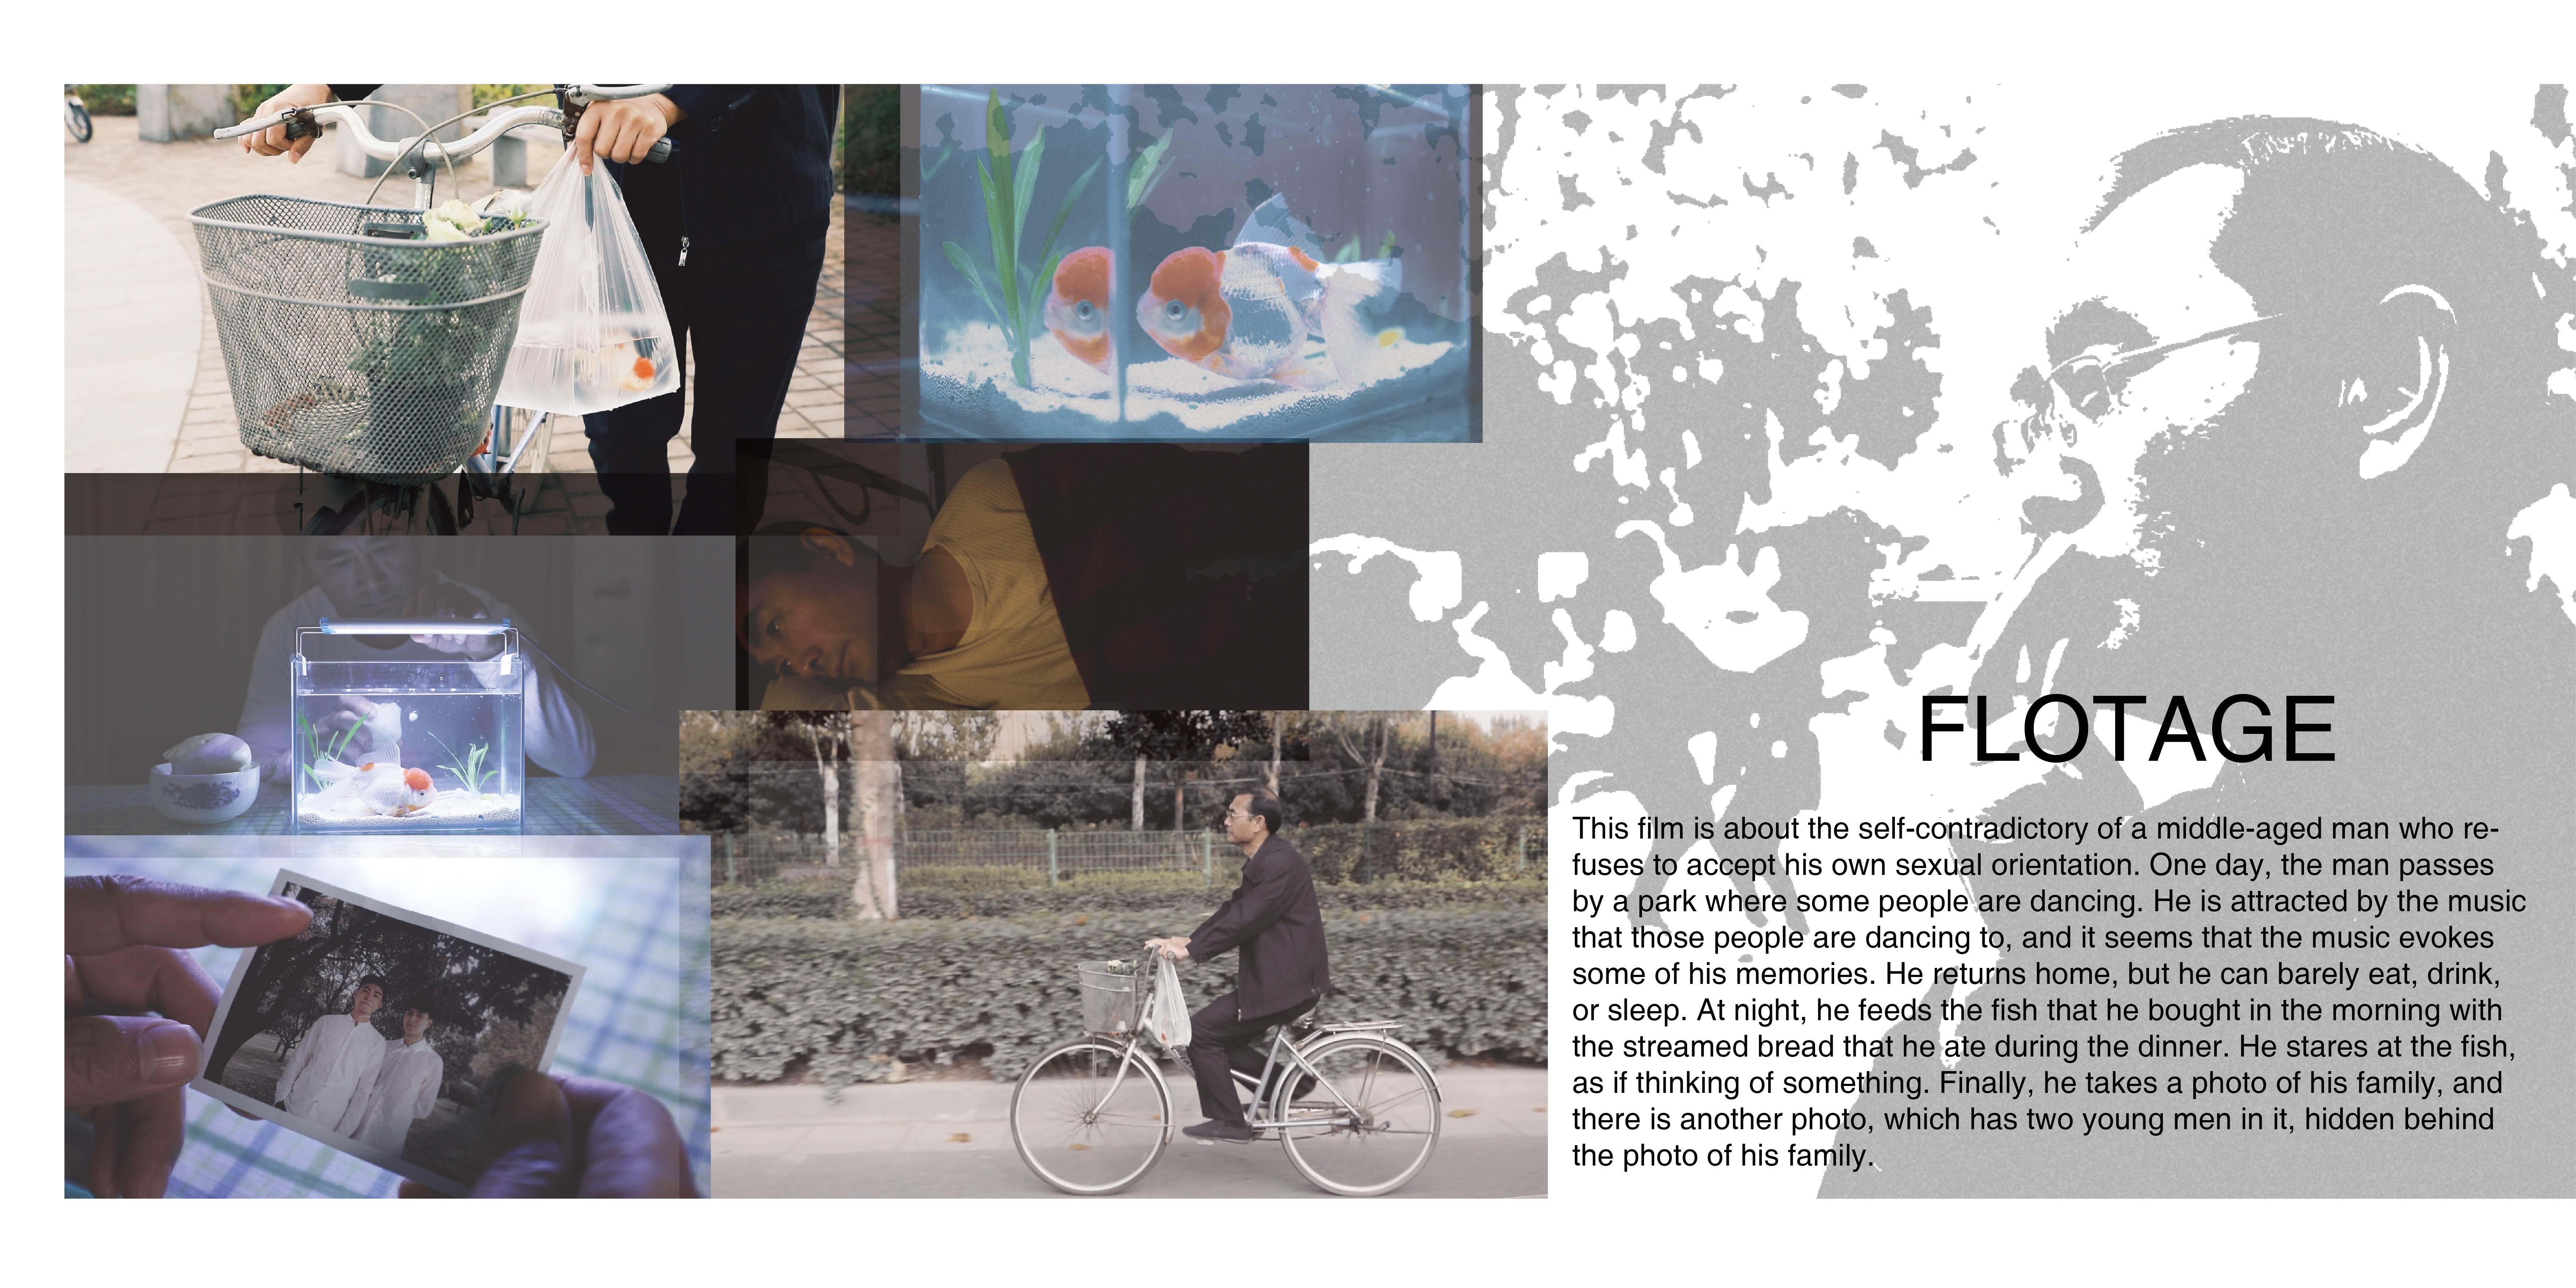 FLOTAGE
This film is about the self-contradictory of a middle-aged man who re-
fuses to accept his own sexual orientation. One day, the man passes
by a park where some people are dancing. He is attracted by the music
that those people are dancing to, and it seems that the music evokes
some of his memories. He returns home, but he can barely eat, drink,
or sleep. At night, he feeds the fish that he bought in the morning with
the streamed bread that he ate during the dinner. He stares at the fish,
as if thinking of something. Finally, he takes a photo of his family, and
there is another photo, which has two young men in it, hidden behind
the photo of his family.